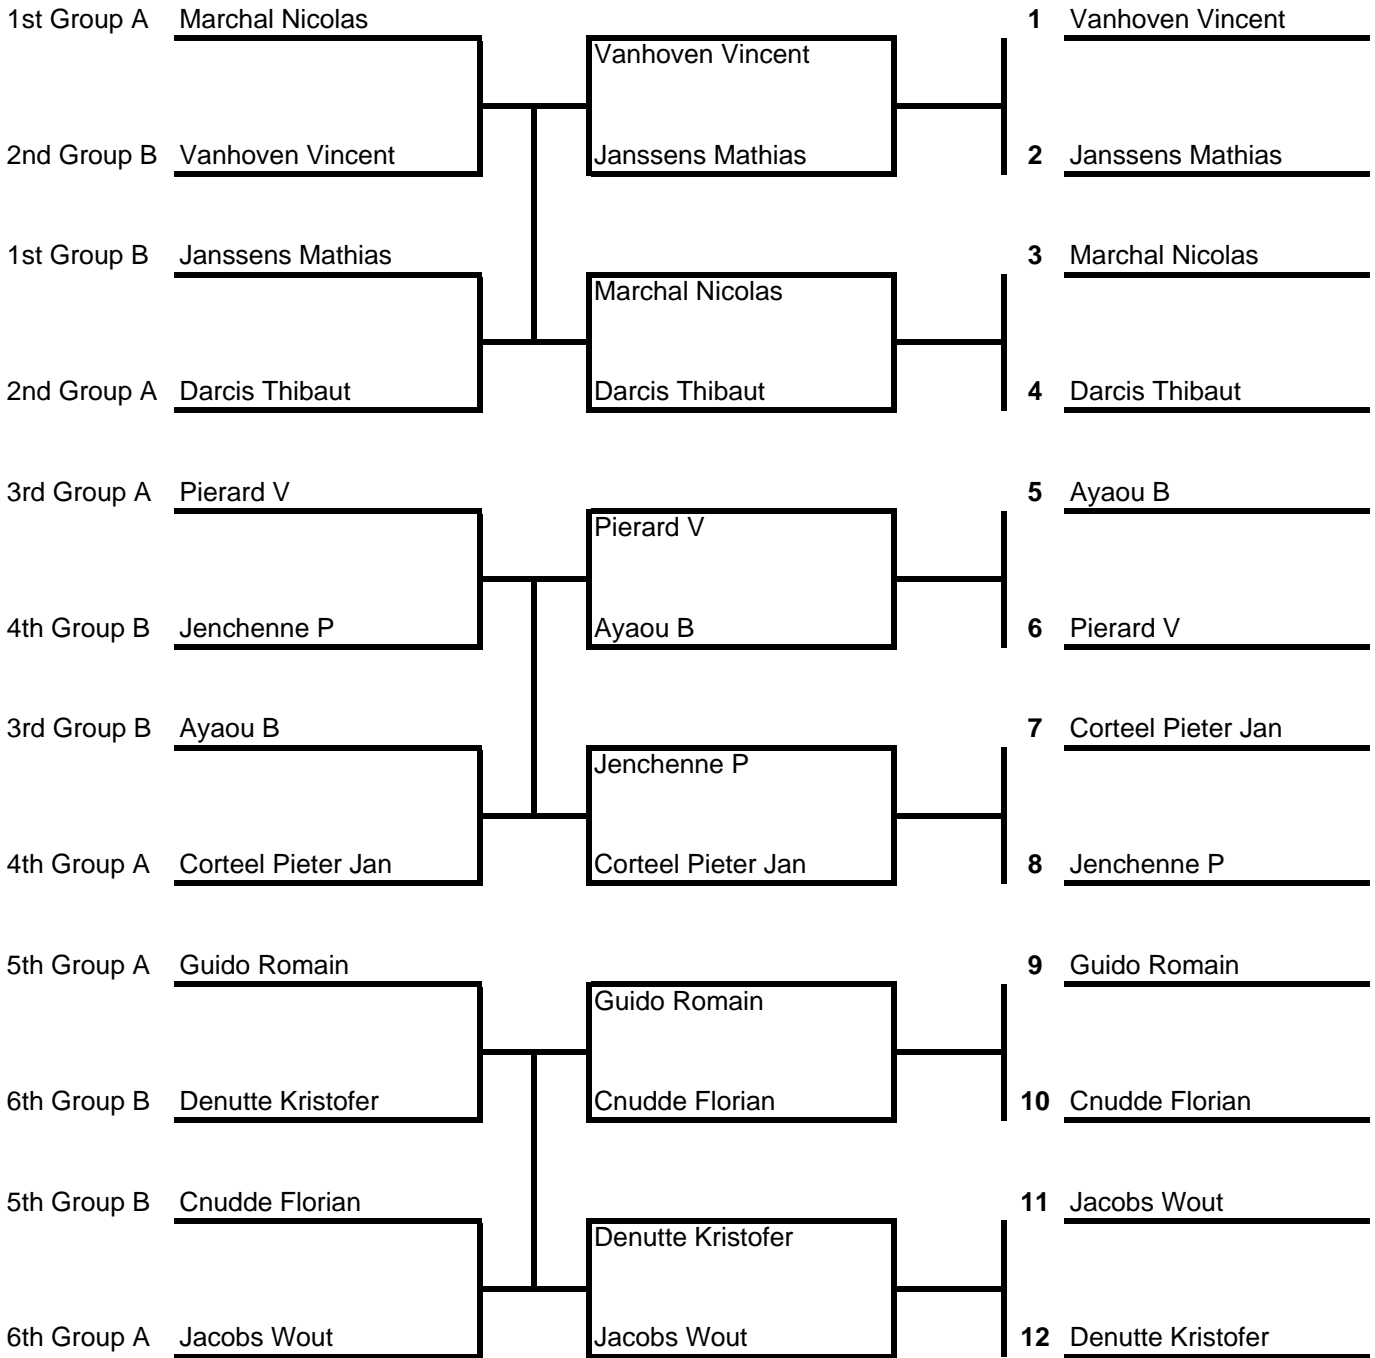 1st Group A Marchal Nicolas 1 Vanhoven Vincent
Vanhoven Vincent
2nd Group B Vanhoven Vincent Janssens Mathias 2 Janssens Mathias
1st Group B Janssens Mathias 3 Marchal Nicolas
Marchal Nicolas
2nd Group A Darcis Thibaut Darcis Thibaut 4 Darcis Thibaut
3rd Group A Pierard V 5 Ayaou B
Pierard V
4th Group B Jenchenne P Ayaou B 6 Pierard V
3rd Group B Ayaou B 7 Corteel Pieter Jan
Jenchenne P
4th Group A Corteel Pieter Jan Corteel Pieter Jan 8 Jenchenne P
5th Group A Guido Romain 9 Guido Romain
Guido Romain
6th Group B Denutte Kristofer Cnudde Florian 10 Cnudde Florian
5th Group B Cnudde Florian 11 Jacobs Wout
Denutte Kristofer
6th Group A Jacobs Wout Jacobs Wout 12 Denutte Kristofer